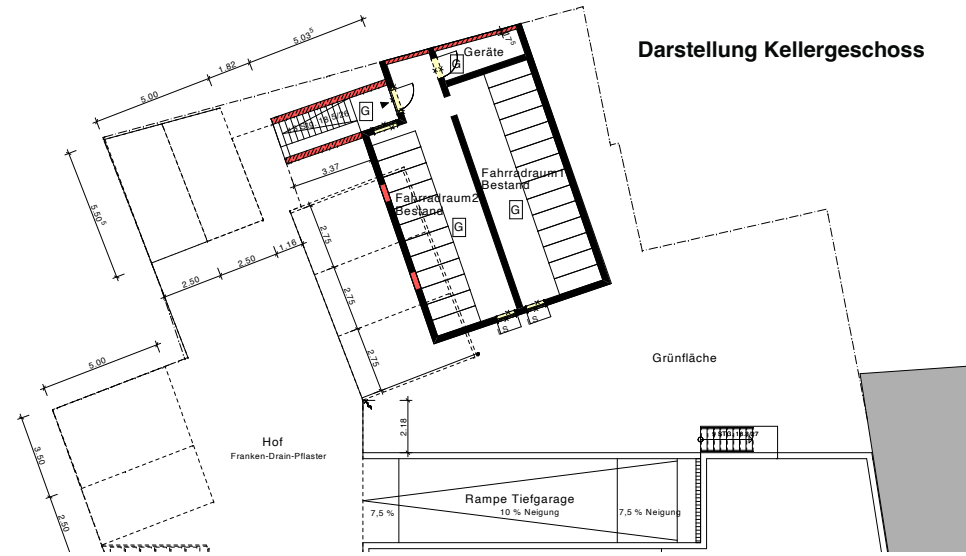 Darstellung Kellergeschoss
5.03⁵
1.82
5.00
Geräte
G
G
5.50⁵
3.37
Fahrradraum1
Bestand
Fahrradraum2
Bestand
G
G
2.75
1.16
2.50
2.50
2.75
S
S
2.75
5.00
Grünfläche
2.18
Hof
Franken-Drain-Pflaster
3.50
Rampe Tiefgarage
7,5 %
10 % Neigung
7,5 % Neigung
2.50